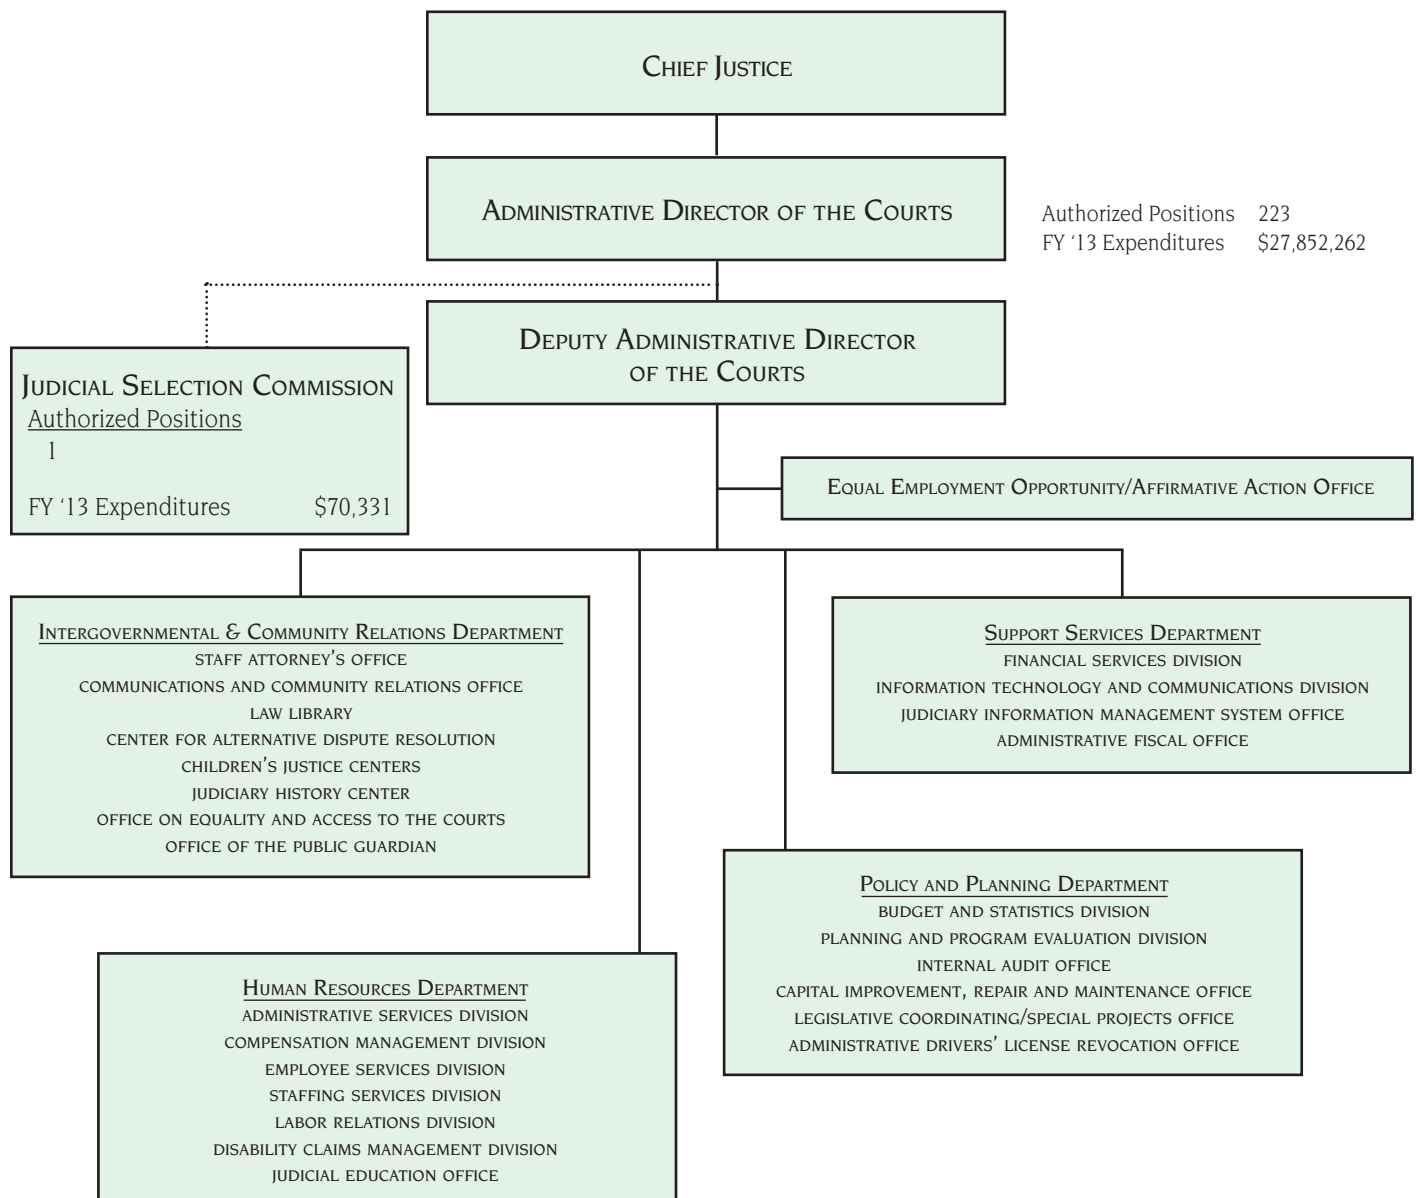 Chief Justice
Administrative Director of the Courts
Authorized Positions 223
FY ‘13 Expenditures $27,852,262
Deputy Administrative Director
of the Courts
Judicial Selection Commission
Authorized Positions
1
FY ‘13 Expenditures $70,331
Equal Employment Opportunity/Affirmative Action Office
Intergovernmental & Community Relations Department
staff attorney’s office
communications and community relations office
law library
center for alternative dispute resolution
children’s justice centers
judiciary history center
office on equality and access to the courts
office of the public guardian
Support Services Department
financial services division
information technology and communications division
judiciary information management system office
administrative fiscal office
Policy and Planning Department
budget and statistics division
planning and program evaluation division
internal audit office
capital improvement, repair and maintenance office
legislative coordinating/special projects office
administrative drivers’ license revocation office
Human Resources Department
administrative services division
compensation management division
employee services division
staffing services division
labor relations division
disability claims management division
judicial education office